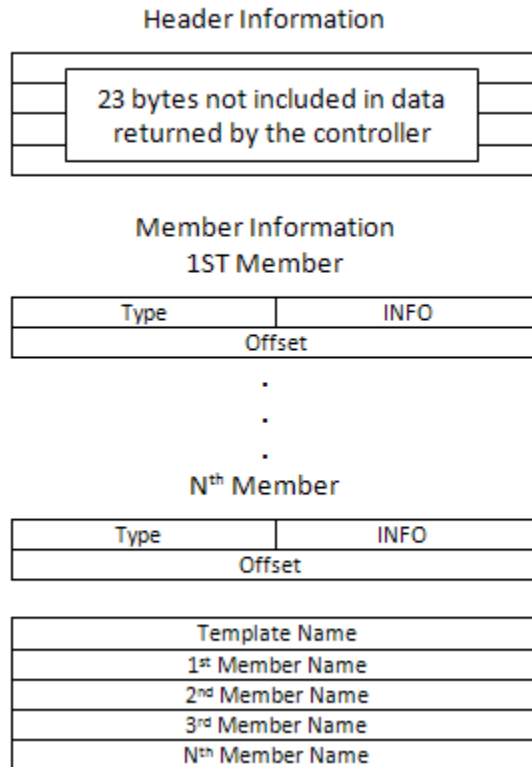 Header Information
23 bytes not included in data
returned by the controller
Member Information
1ST Member
Type INFO
Offset
.
.
.
Nth Member
Type INFO
Offset
Template Name
1st Member Name
2nd Member Name
3rd Member Name
Nth Member Name